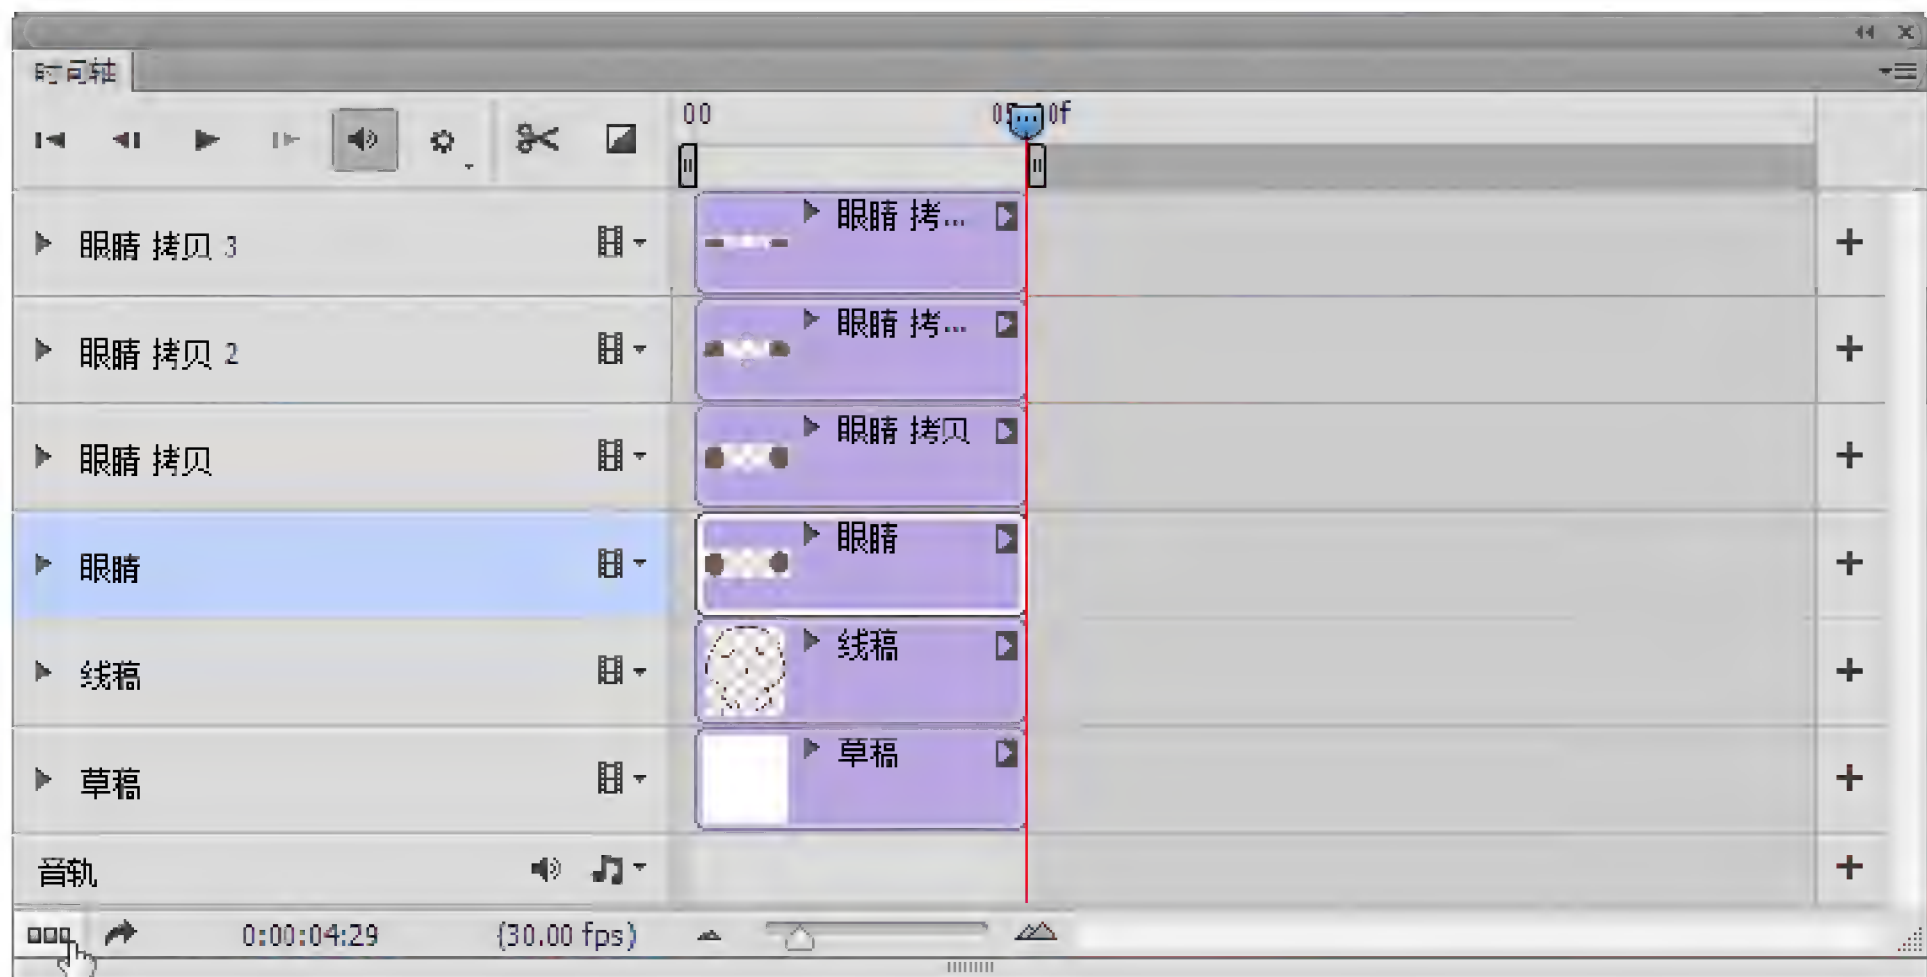 时间轴
00
0f
眼睛 拷贝 3
眼睛 拷...
眼睛 拷贝 2
眼睛 拷...
眼睛 拷贝
眼睛 拷贝
眼睛
眼睛
线稿
线稿
草稿
草稿
音轨
0:00:04:29 (30.00 fps)